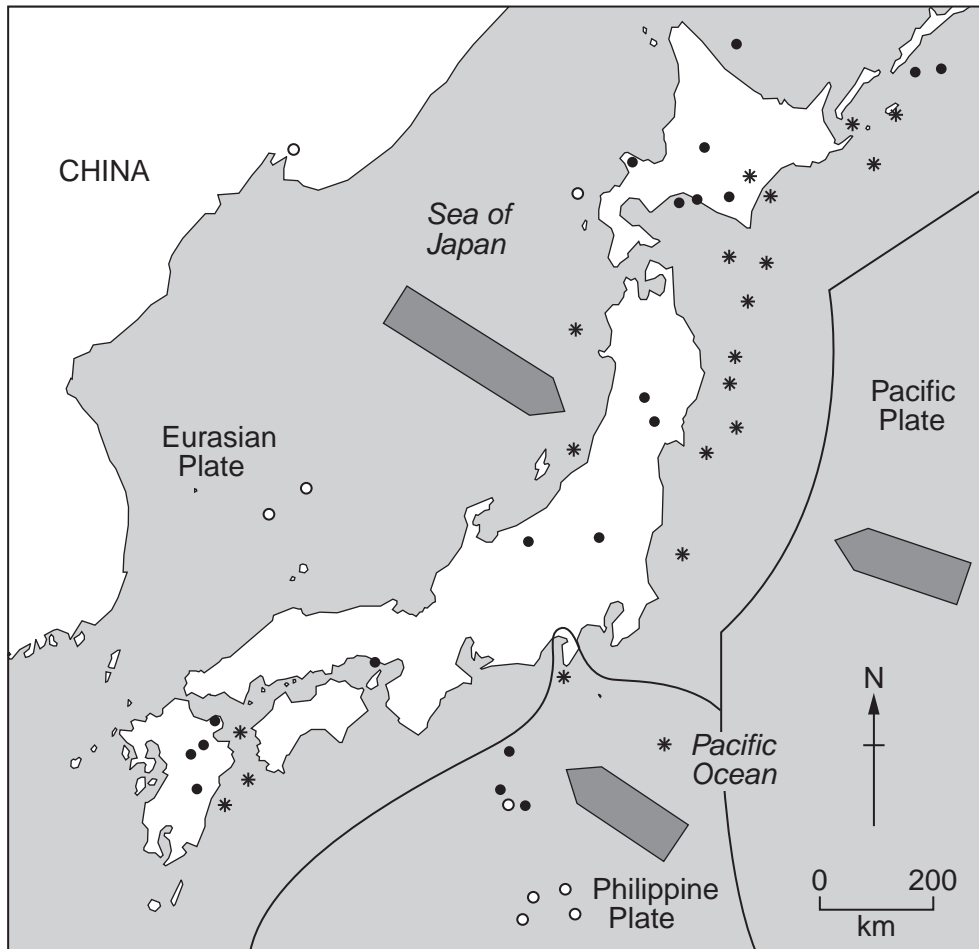 CHINA
Sea of
Japan
Pacific
Plate
Eurasian
Plate
N
Pacific
Ocean
Philippine
Plate
0 200
km